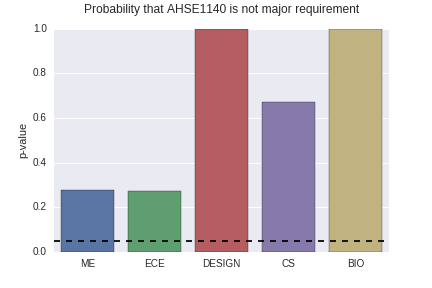 Probability that AHSE1140 is not major requirement
1.0
0.8
0.6
0.4
0.2
0.0
p-value
ME ECE DESIGN CS BIO